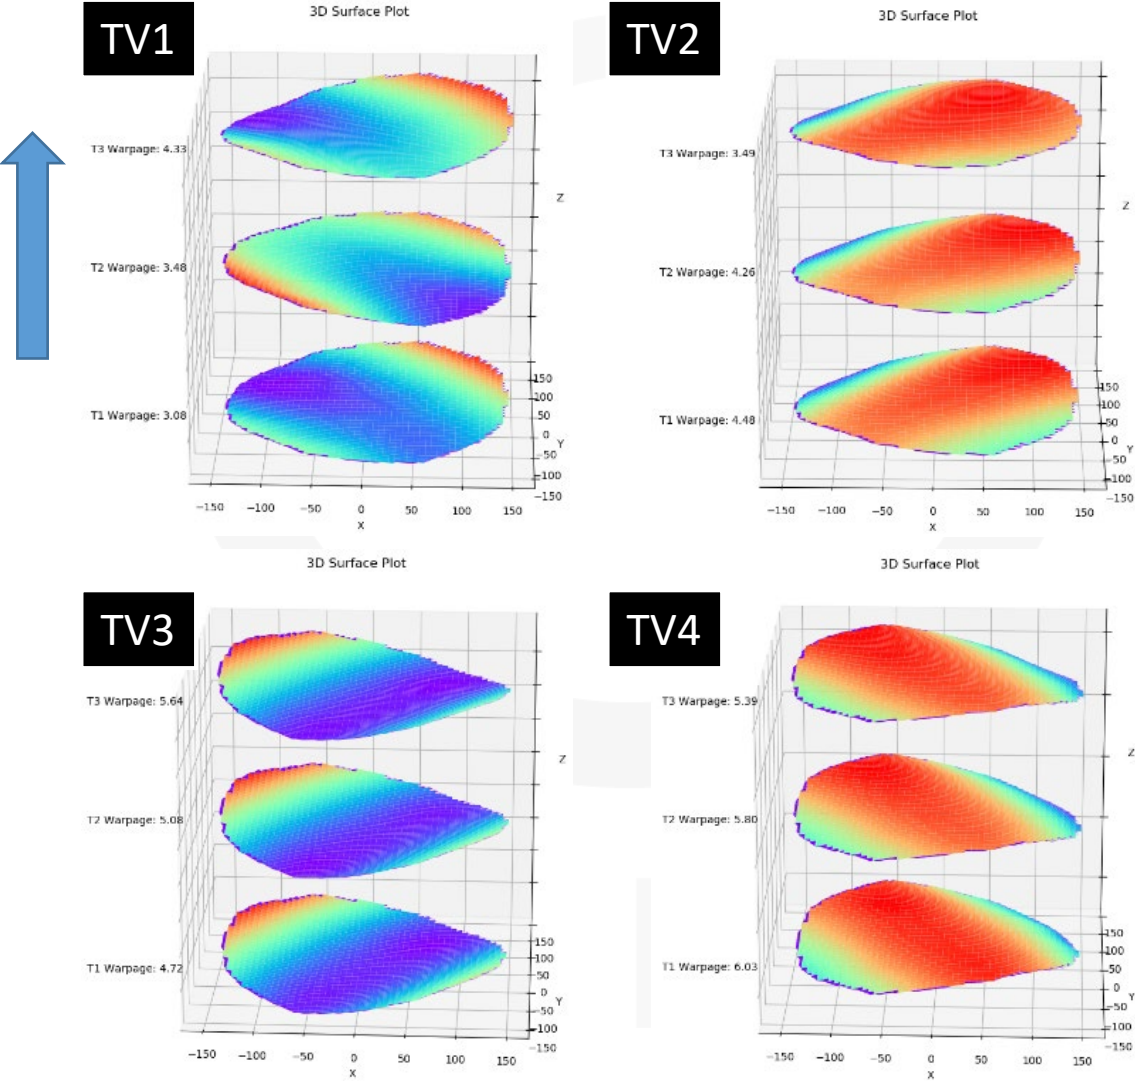 TV1
3D Surface Plot
T3 Warpage: 4.33
T2 Warpage: 3.48
T1 Warpage: 3.08
Z
150
100
50
0
Y
−50
−100
−150
−150 −100 −50 0 50 100 150
X
TV2
3D Surface Plot
T3 Warpage: 3.49
T2 Warpage: 4.26
T1 Warpage: 4.48
Z
150
100
50
0
Y
−50
−100
−150
−150 −100 −50 0 50 100 150
X
TV3
3D Surface Plot
T3 Warpage: 5.64
T2 Warpage: 5.08
T1 Warpage: 4.72
Z
150
100
50
0
Y
−50
−100
−150
−150 −100 −50 0 50 100 150
X
TV4
3D Surface Plot
T3 Warpage: 5.39
T2 Warpage: 5.80
T1 Warpage: 6.03
Z
150
100
50
0
Y
−50
−100
−150
−150 −100 −50 0 50 100 150
X